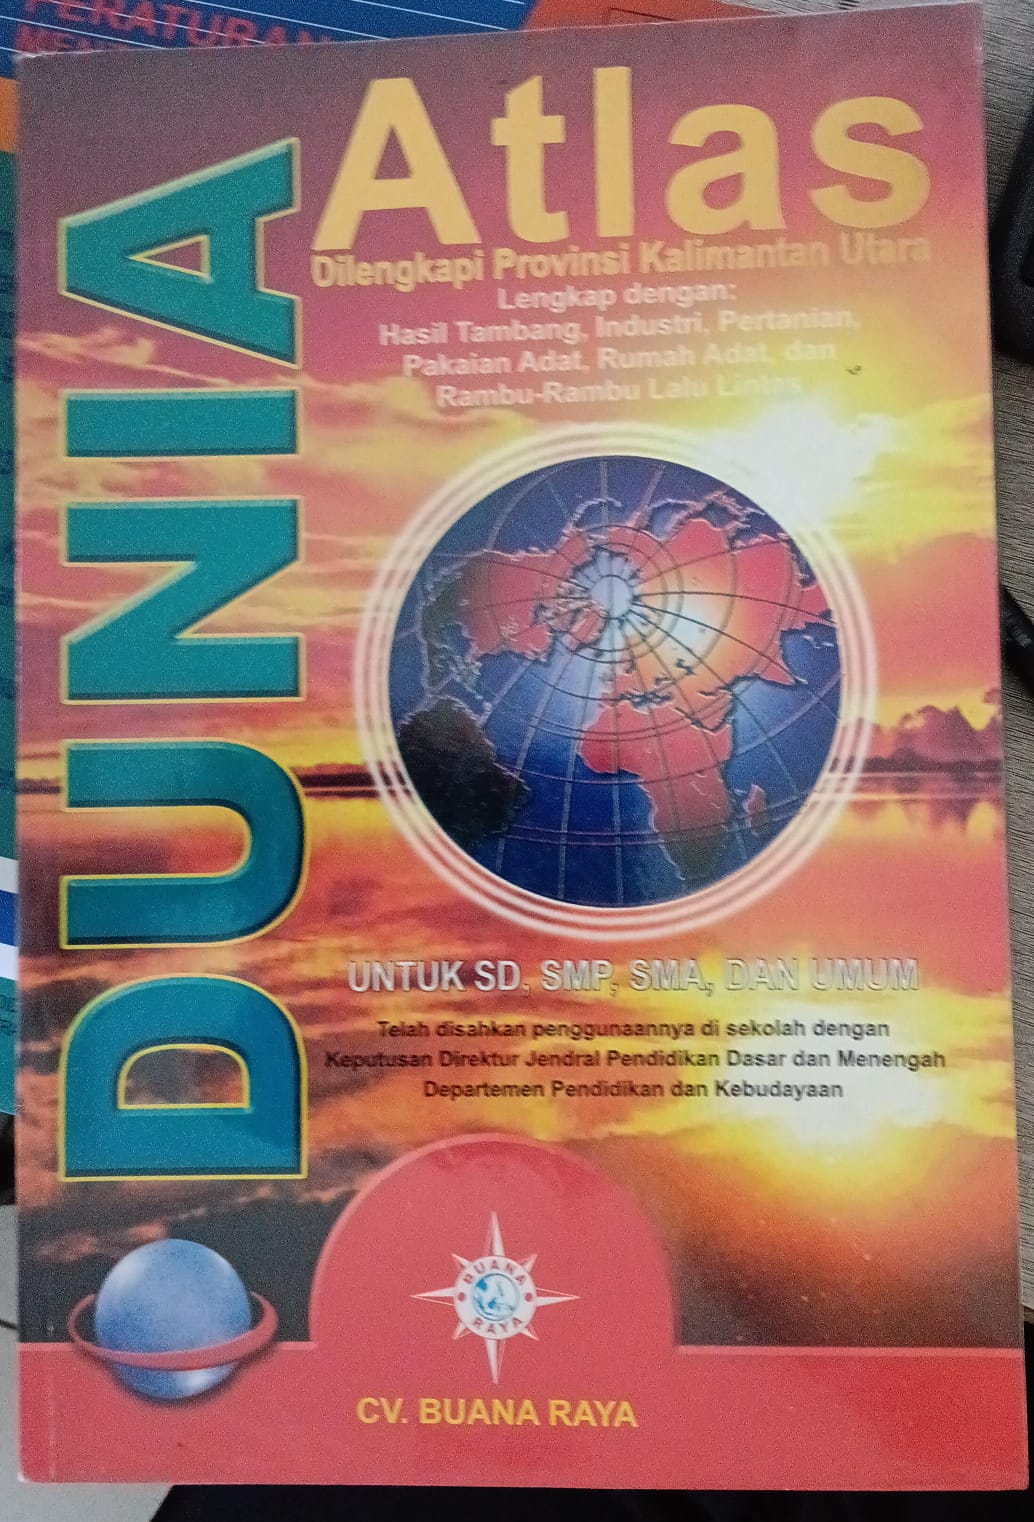 PERATURAN
Atlas
DUNIA
Dilengkapi Provinsi Kalimantan Utara
Lengkap dengan:
Hasil Tambang, Industri, Pertanian,
Pakaian Adat, Rumah Adat, dan
Rambu-Rambu Lalu Lintas
UNTUK SD, SMP, SMA, DAN UMUM
Telah disahkan penggunaannya di sekolah dengan
Keputusan Direktur Jendral Pendidikan Dasar dan Menengah
Departemen Pendidikan dan Kebudayaan
BUANA
RAYA
CV. BUANA RAYA